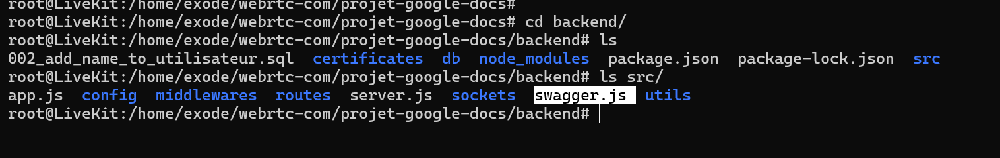 root@LiveKit:/home/exode/webrtc-com/projet-google-docs#
root@LiveKit:/home/exode/webrtc-com/projet-google-docs# cd backend/
root@LiveKit:/home/exode/webrtc-com/projet-google-docs/backend# ls
002_add_name_to_utilisateur.sql  certificates  db  node_modules  package.json  package-lock.json  src
root@LiveKit:/home/exode/webrtc-com/projet-google-docs/backend# ls src/
app.js  config  middlewares  routes  server.js  sockets  swagger.js  utils
root@LiveKit:/home/exode/webrtc-com/projet-google-docs/backend#